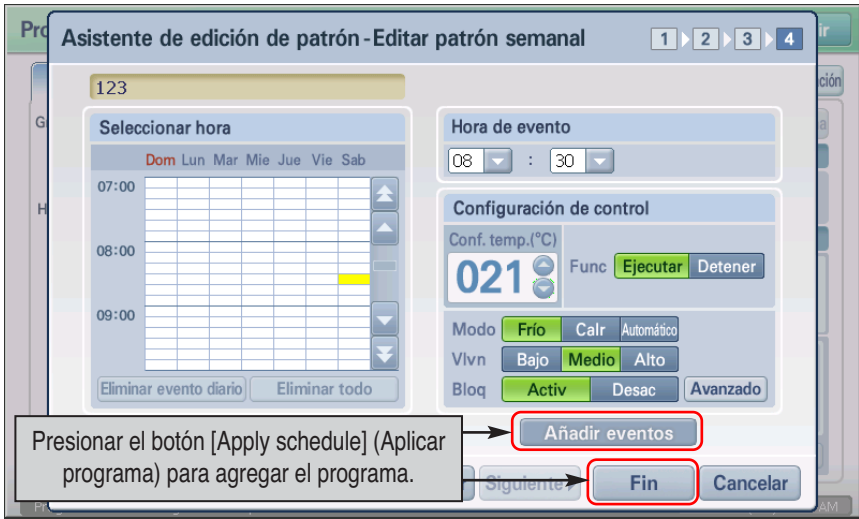 Asistente de edición de patrón - Editar patrón semanal 1 2 3 4
123
Seleccionar hora
Dom Lun Mar Mie Jue Vie Sab
07:00
08:00
09:00
Eliminar evento diario Eliminar todo
Hora de evento
08 : 30
Configuración de control
Conf. temp.(°C)
021
Func Ejecutar Detener
Modo Frío Calr Automático
Vlvn Bajo Medio Alto
Bloq Activ Desac Avanzado
Presionar el botón [Apply schedule] (Aplicar
programa) para agregar el programa.
Añadir eventos
Siguiente Fin Cancelar
AM